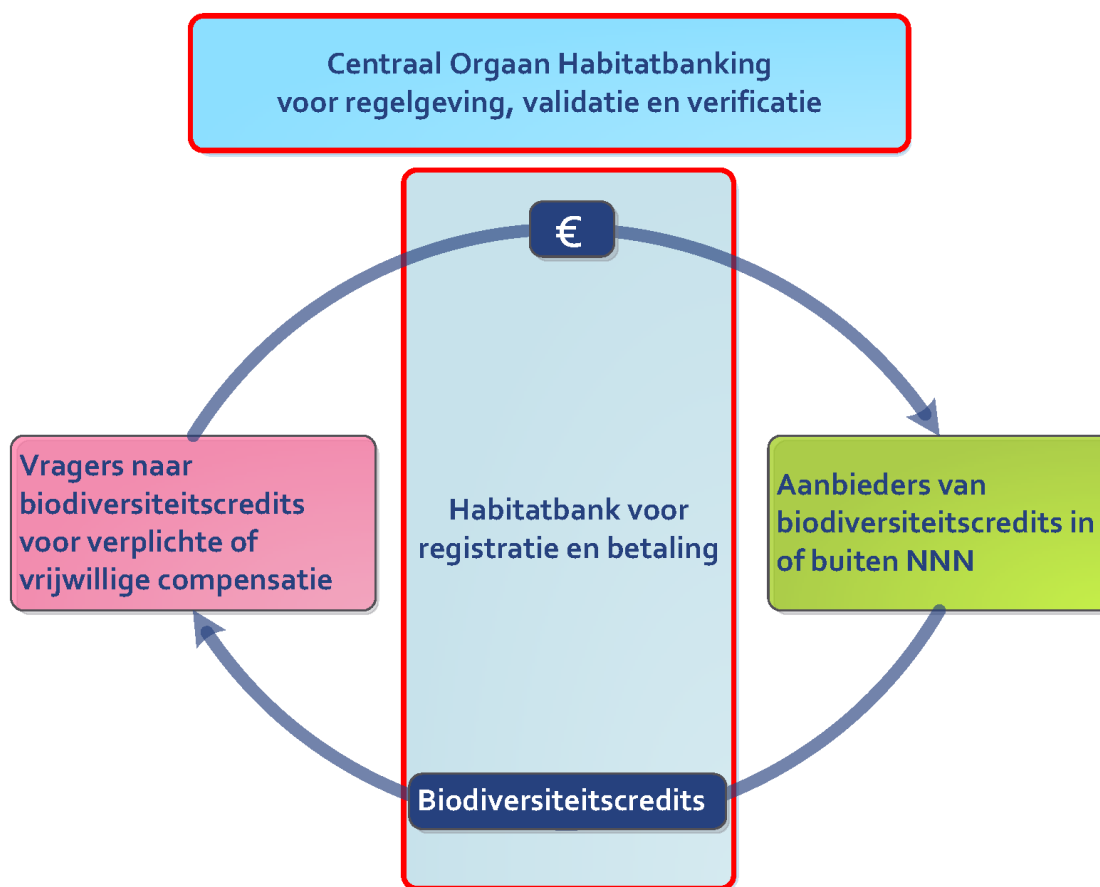 Centraal Orgaan Habitatbanking
voor regelgeving, validatie en verificatie
€
Vragers naar
biodiversiteitscredits
voor verplichte of
vrijwillige compensatie
Habitatbank voor
registratie en betaling
Aanbieders van
biodiversiteitscredits in
of buiten NNN
Biodiversiteitscredits